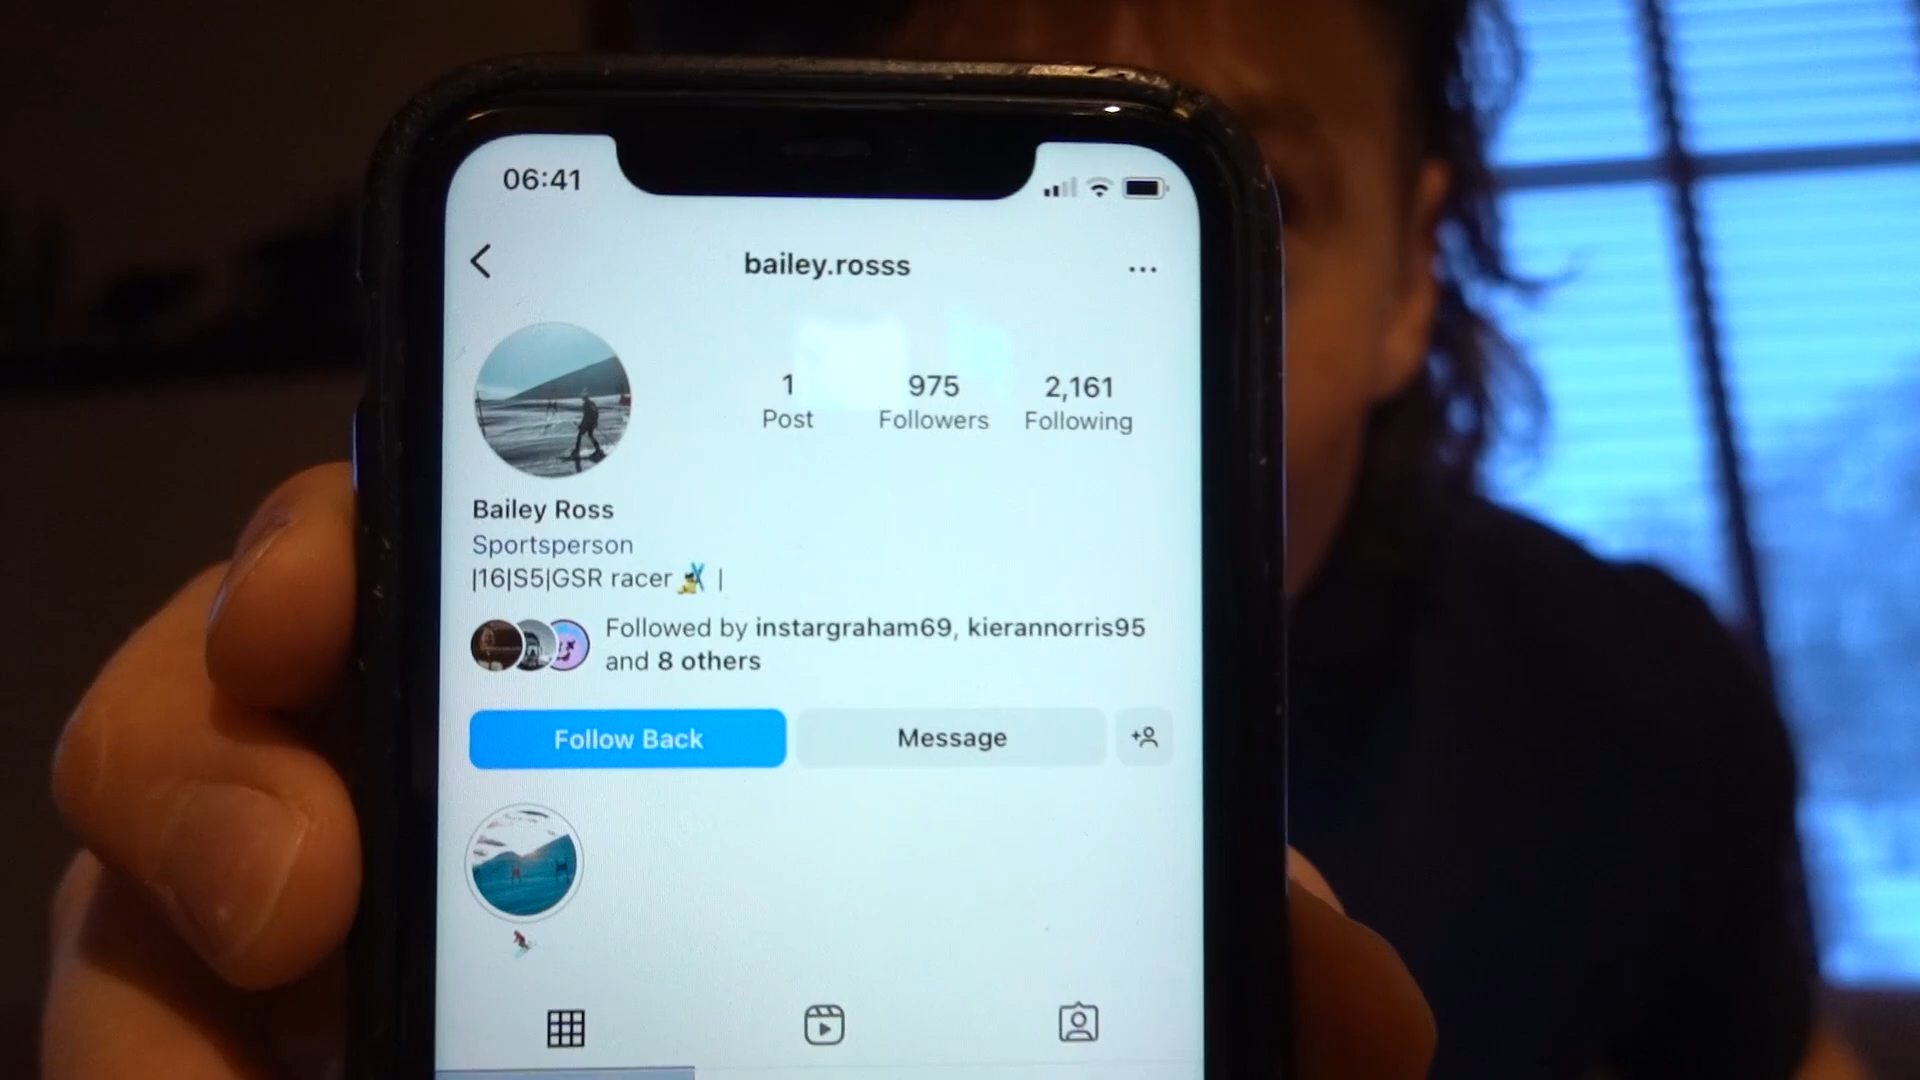 06:41
bailey.rosss
1 975 2,161
Post Followers Following
Bailey Ross
Sportsperson
|16|S5|GSR racer |
Followed by instargraham69, kierannorris95
and 8 others
Follow Back Message